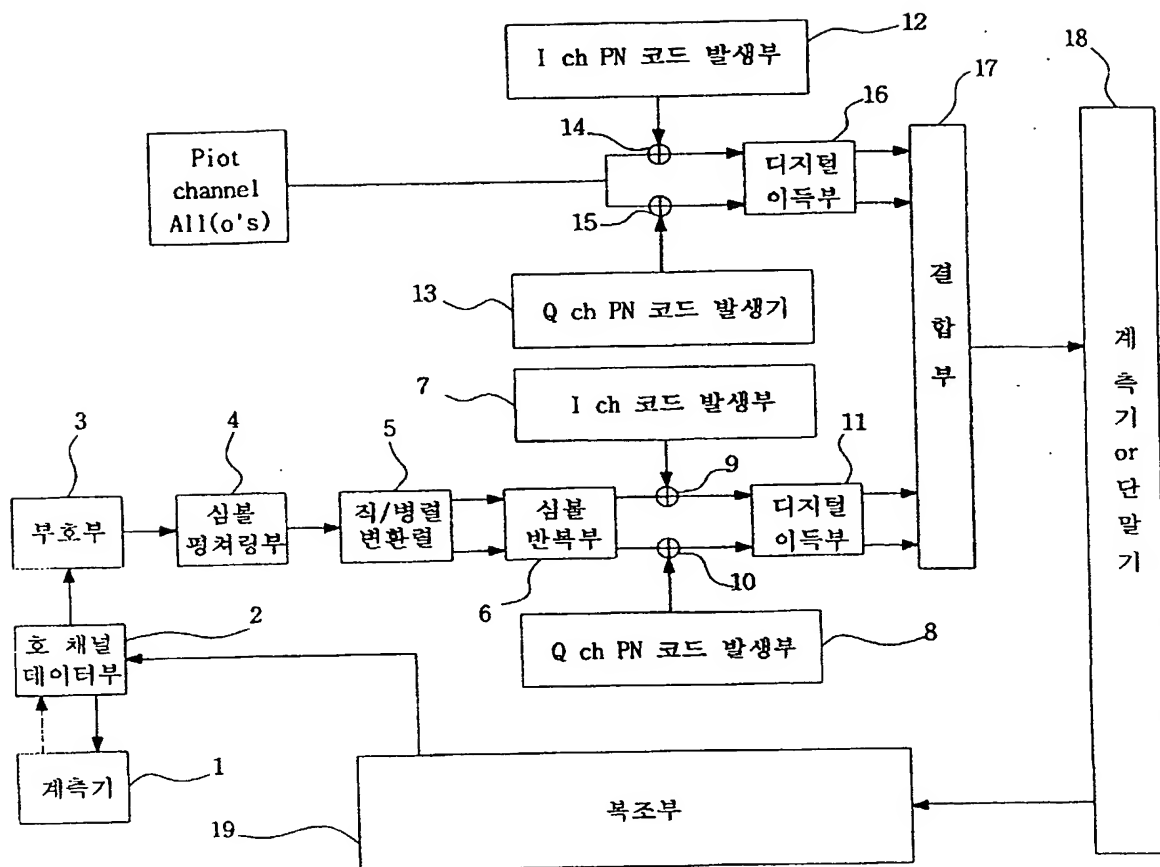 12
I ch PN 코드 발생부
18
17
16
14
Piot
channel
All(o's)
디지털
이득부
15
13
Q ch PN 코드 발생기
결
합
부
계
측
기
or
단
말
기
7
I ch 코드 발생부
3
4
5
9
11
부호부
심볼
펑쳐링부
직/병렬
변환렬
심볼
반복부
디지털
이득부
6
10
2
호 채널
데이터부
Q ch PN 코드 발생부
8
계측기
1
복조부
19